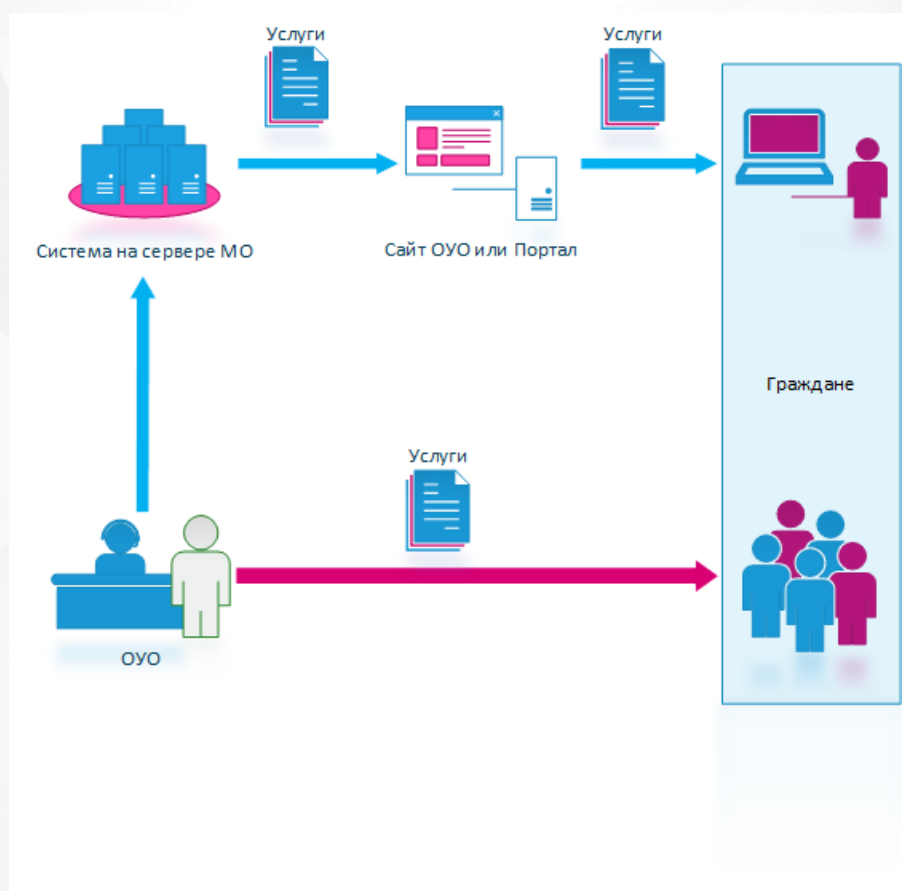 Услуги
Услуги
Система на сервере МО
Сайт ОУО или Портал
Граждане
Услуги
ОУО